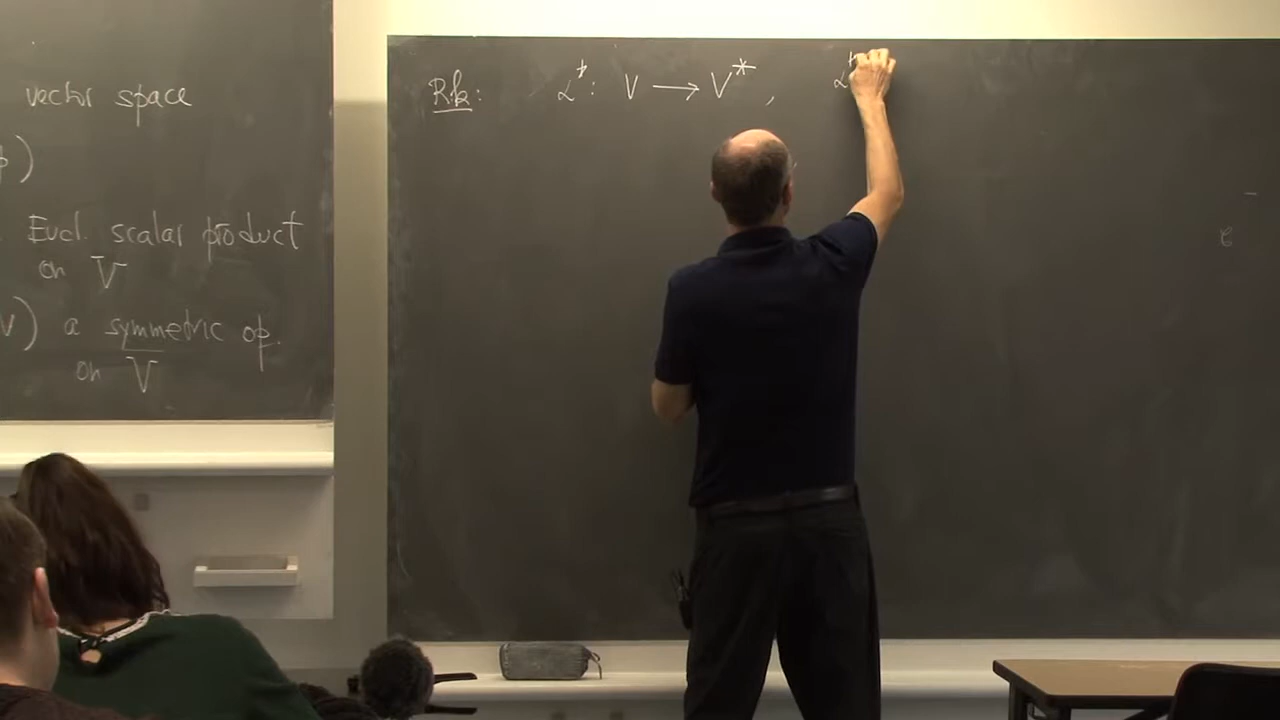 vector space
)
Eucl. scalar product
on V
V) a symmetric op.
on V
Rk: α♭: V → V* , α